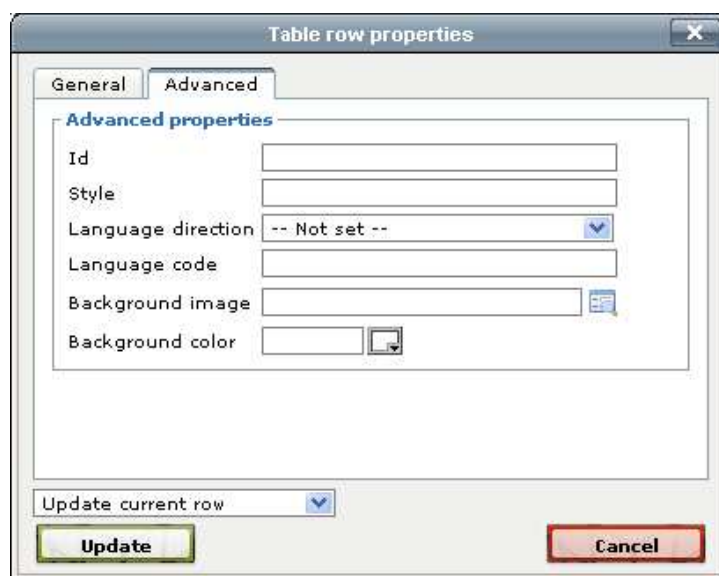 Table row properties
General Advanced
Advanced properties
Id
Style
Language direction -- Not set --
Language code
Background image
Background color
Update current row
Update Cancel